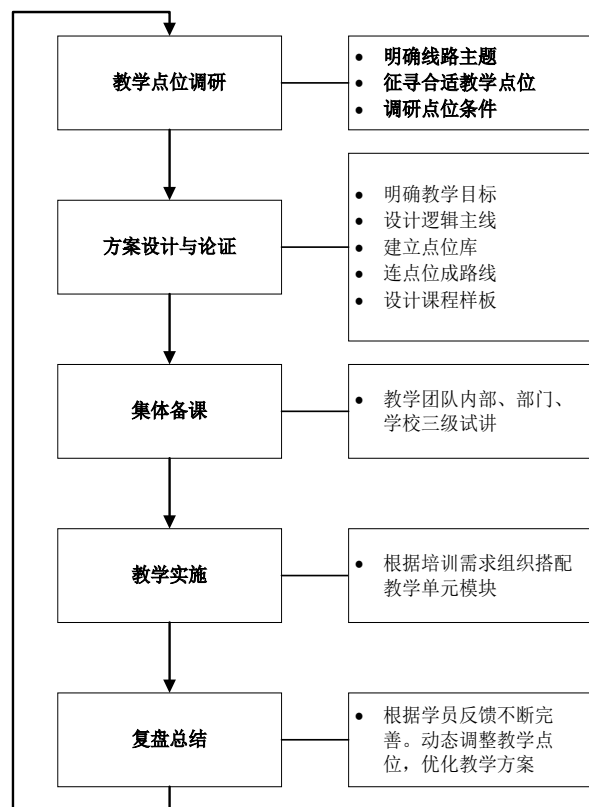 教学点位调研
• 明确线路主题
• 征寻合适教学点位
• 调研点位条件
方案设计与论证
• 明确教学目标
• 设计逻辑主线
• 建立点位库
• 连点位成路线
• 设计课程样板
集体备课
• 教学团队内部、部门、
学校三级试讲
教学实施
• 根据培训需求组织搭配
教学单元模块
复盘总结
• 根据学员反馈不断完
善。动态调整教学点
位，优化教学方案